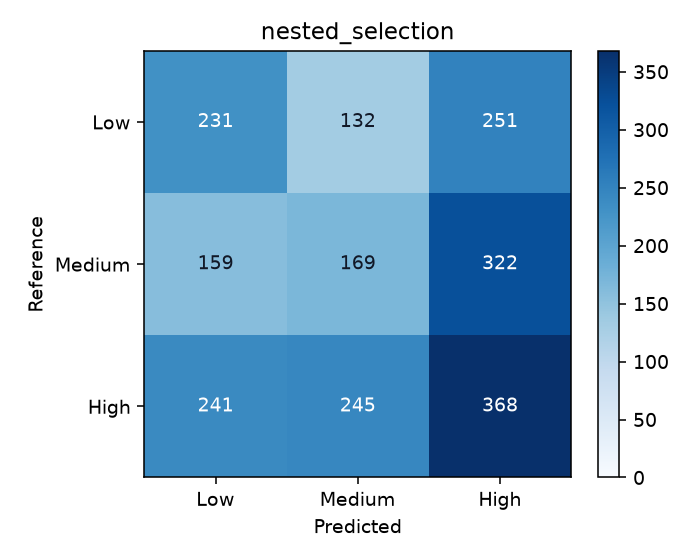 nested_selection
Low 231 132 251
Medium 159 169 322
High 241 245 368
Low Medium High
Predicted
Reference
350
300
250
200
150
100
50
0